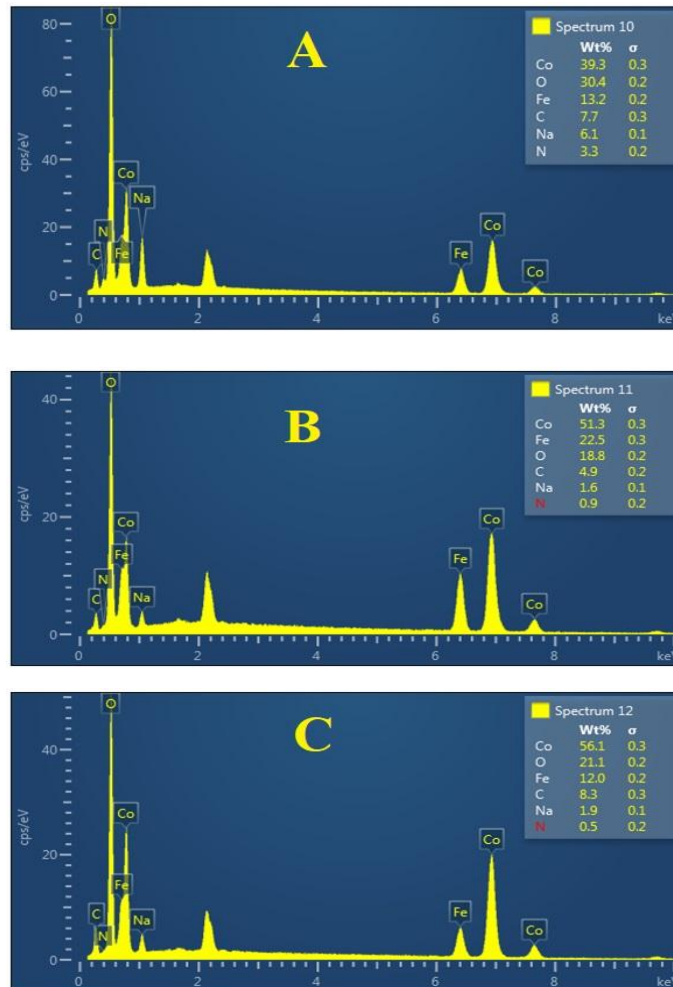 A
Spectrum 10
Wt% σ
Co 39.3 0.3
O 30.4 0.2
Fe 13.2 0.2
C 7.7 0.3
Na 6.1 0.1
N 3.3 0.2
cps/eV
80
60
40
20
0
O
Co
Na
N
C
Fe
Fe
Co
Co
0 2 4 6 8 ke
B
Spectrum 11
Wt% σ
Co 51.3 0.3
Fe 22.5 0.3
O 18.8 0.2
C 4.9 0.2
Na 1.6 0.1
N 0.9 0.2
cps/eV
40
20
0
O
Co
Fe
N
C
Na
Fe
Co
Co
0 2 4 6 8 keV
C
Spectrum 12
Wt% σ
Co 56.1 0.3
O 21.1 0.2
Fe 12.0 0.2
C 8.3 0.3
Na 1.9 0.1
N 0.5 0.2
cps/eV
40
20
0
O
Co
Fe
C
N
Na
Fe
Co
Co
0 2 4 6 8 ke